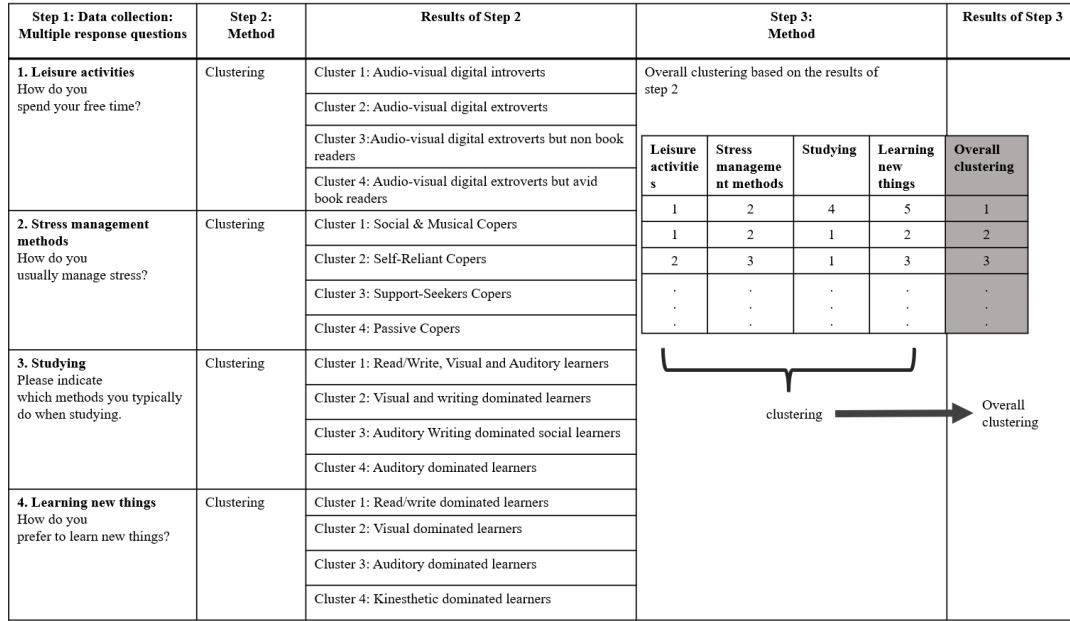 Step 1: Data collection:
Multiple response questions
Step 2:
Method
Results of Step 2
Step 3:
Method
Results of Step 3
1. Leisure activities
How do you
spend your free time?
Clustering
Cluster 1: Audio-visual digital introverts
Cluster 2: Audio-visual digital extroverts
Cluster 3:Audio-visual digital extroverts but non book
readers
Cluster 4: Audio-visual digital extroverts but avid
book readers
2. Stress management
methods
How do you
usually manage stress?
Clustering
Cluster 1: Social & Musical Copers
Cluster 2: Self-Reliant Copers
Cluster 3: Support-Seekers Copers
Cluster 4: Passive Copers
3. Studying
Please indicate
which methods you typically
do when studying.
Clustering
Cluster 1: Read/Write, Visual and Auditory learners
Cluster 2: Visual and writing dominated learners
Cluster 3: Auditory Writing dominated social learners
Cluster 4: Auditory dominated learners
4. Learning new things
How do you
prefer to learn new things?
Clustering
Cluster 1: Read/write dominated learners
Cluster 2: Visual dominated learners
Cluster 3: Auditory dominated learners
Cluster 4: Kinesthetic dominated learners
Overall clustering based on the results of
step 2
Leisure
activitie
s
Stress
manageme
nt methods
Studying
Learning
new
things
Overall
clustering
1 2 4 5 1
1 2 1 2 2
2 3 1 3 3
. . . . .
. . . . .
. . . . .
clustering
Overall
clustering